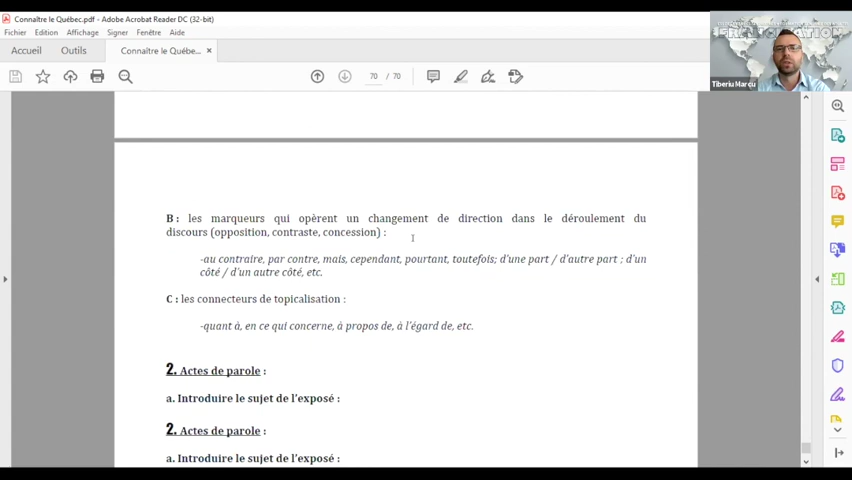 Connaître le Québec.pdf - Adobe Acrobat Reader DC (32-bit)
Fichier Edition Affichage Signer Fenêtre Aide
Accueil Outils Connaître le Québe... ×
70 / 70
FRANCISATION
Tiberiu Marcu
B : les marqueurs qui opèrent un changement de direction dans le déroulement du
discours (opposition, contraste, concession) :
-au contraire, par contre, mais, cependant, pourtant, toutefois; d'une part / d'autre part ; d'un
côté / d'un autre côté, etc.
C : les connecteurs de topicalisation :
-quant à, en ce qui concerne, à propos de, à l'égard de, etc.
2. Actes de parole :
a. Introduire le sujet de l'exposé :
2. Actes de parole :
a. Introduire le sujet de l'exposé :